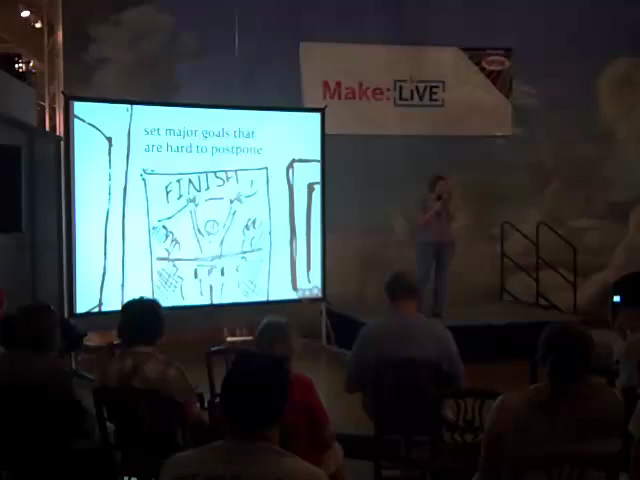 Make: LIVE
set major goals that
are hard to postpone
FINISH